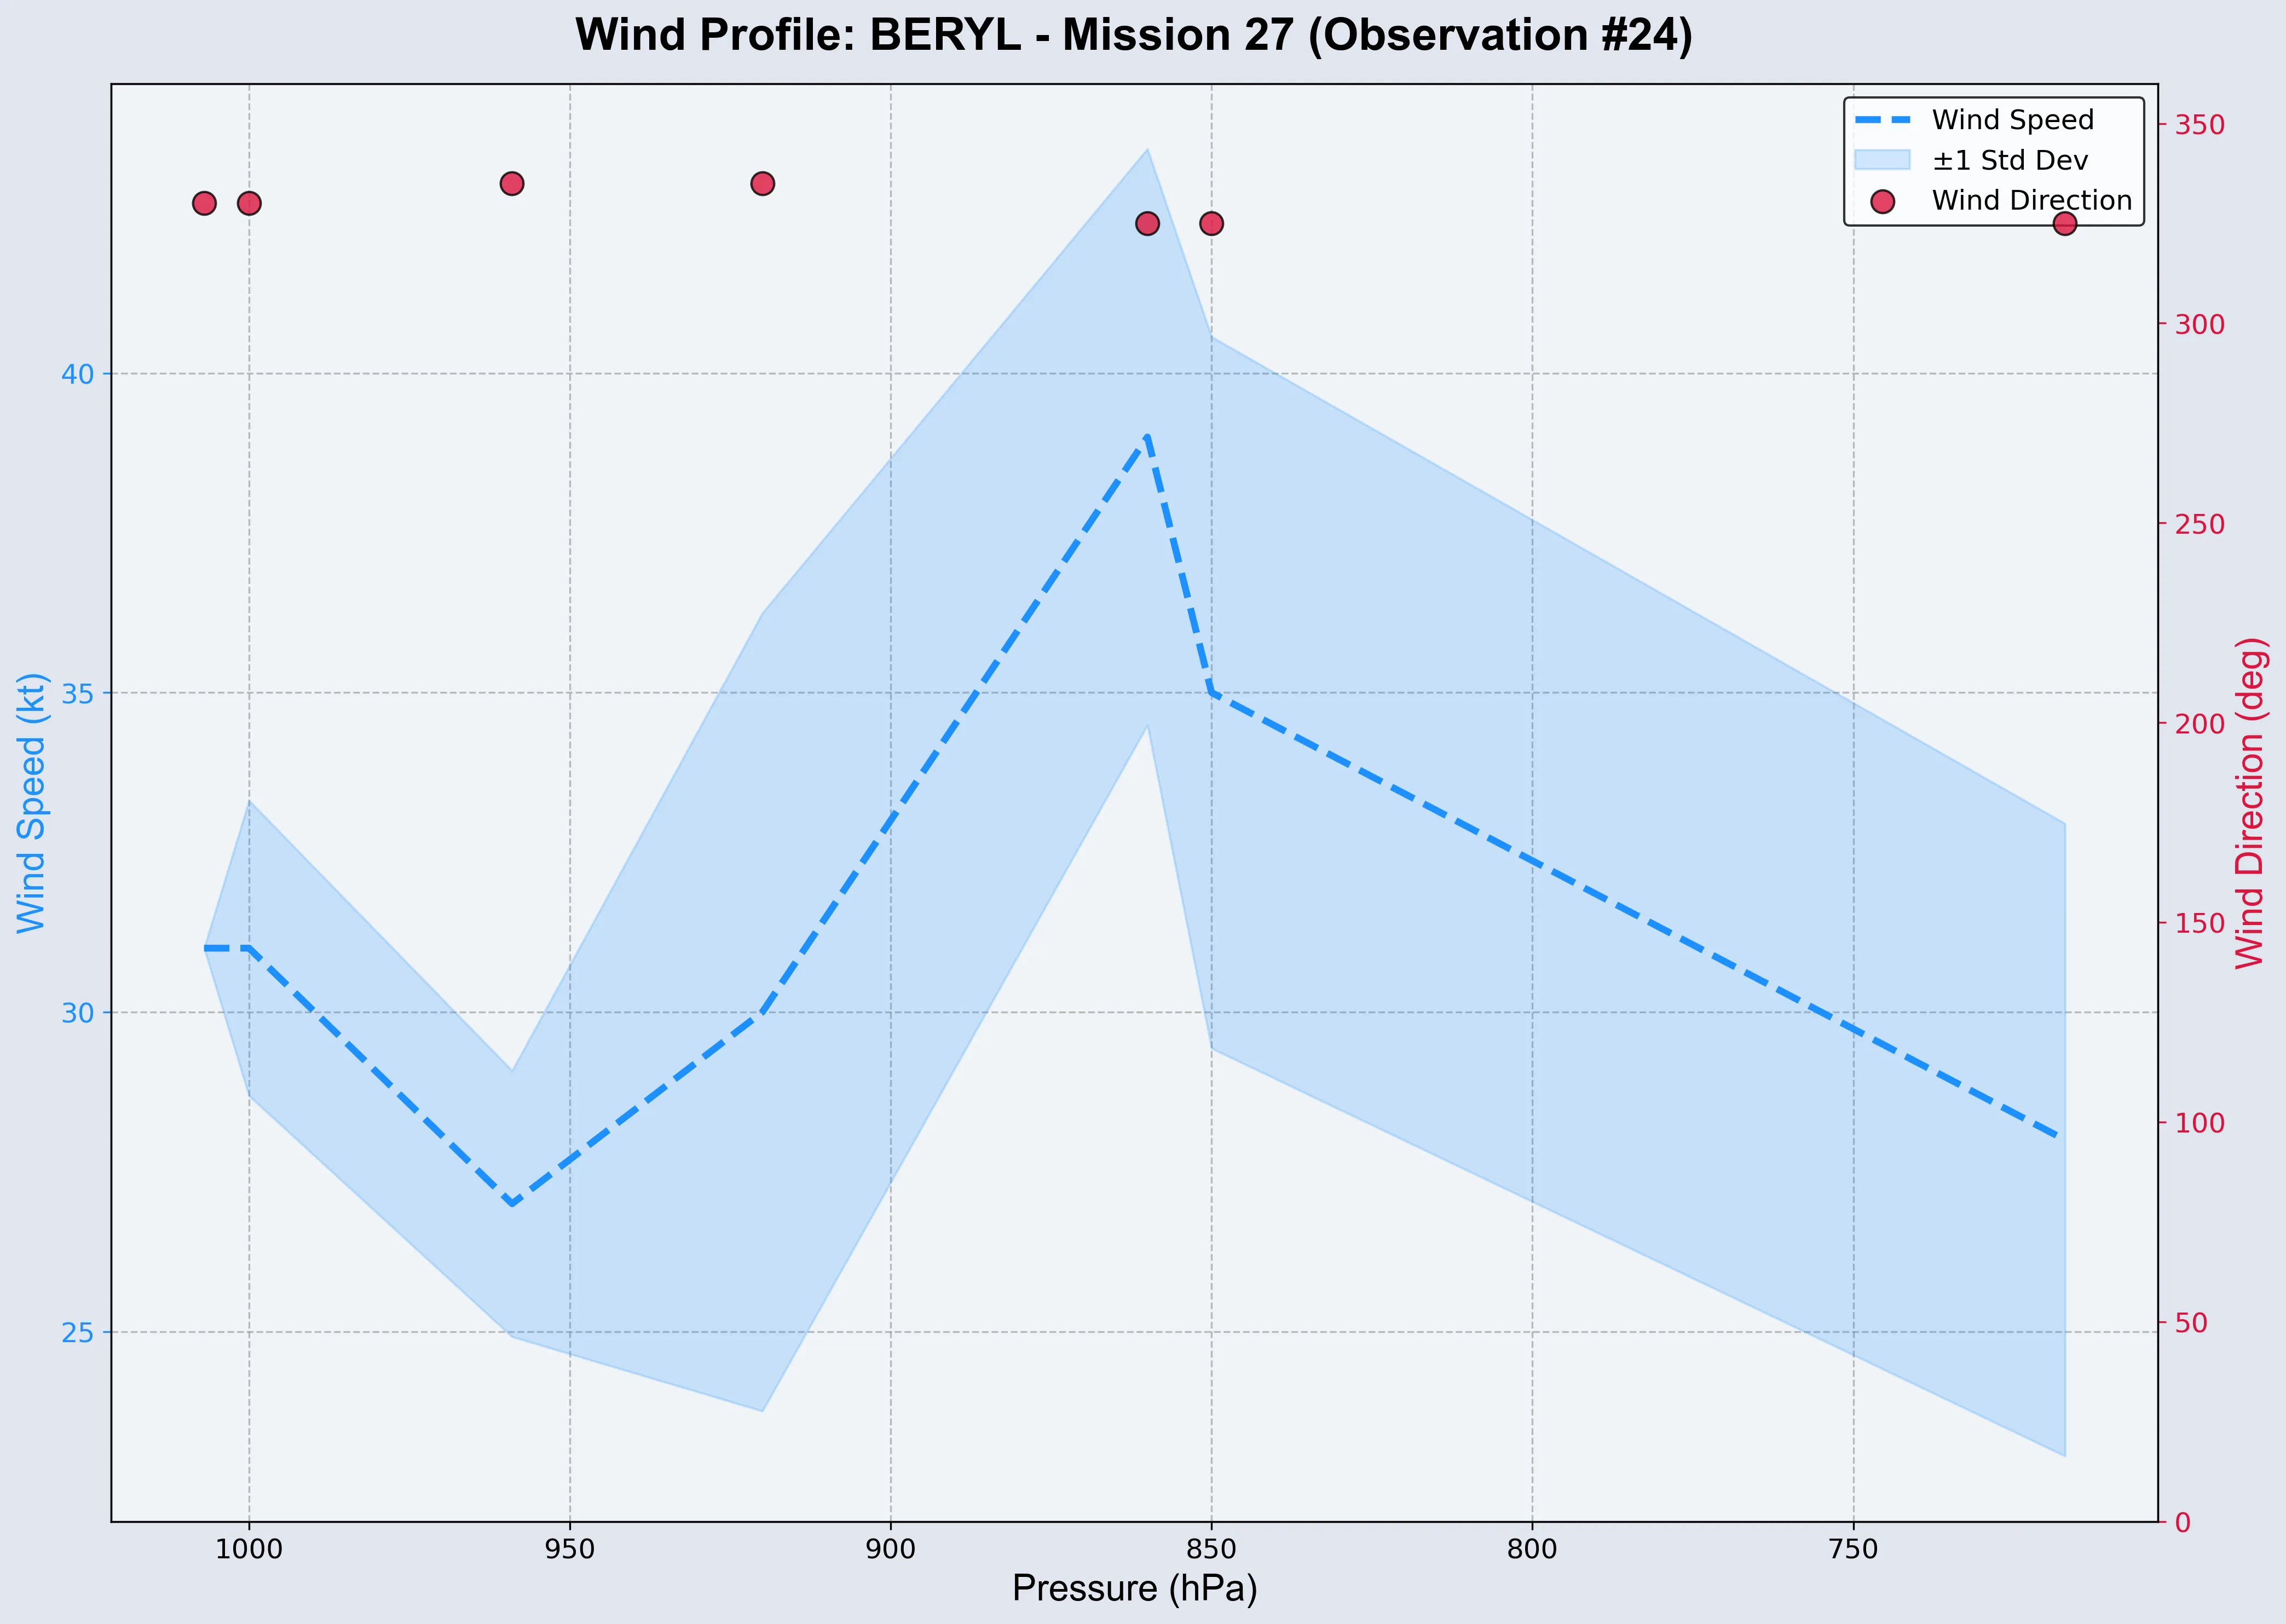 Wind Profile: BERYL - Mission 27 (Observation #24)
Wind Speed
±1 Std Dev
Wind Direction
Wind Speed (kt)
40
35
30
25
350
300
250
200
150
100
50
0
Wind Direction (deg)
1000 950 900 850 800 750
Pressure (hPa)